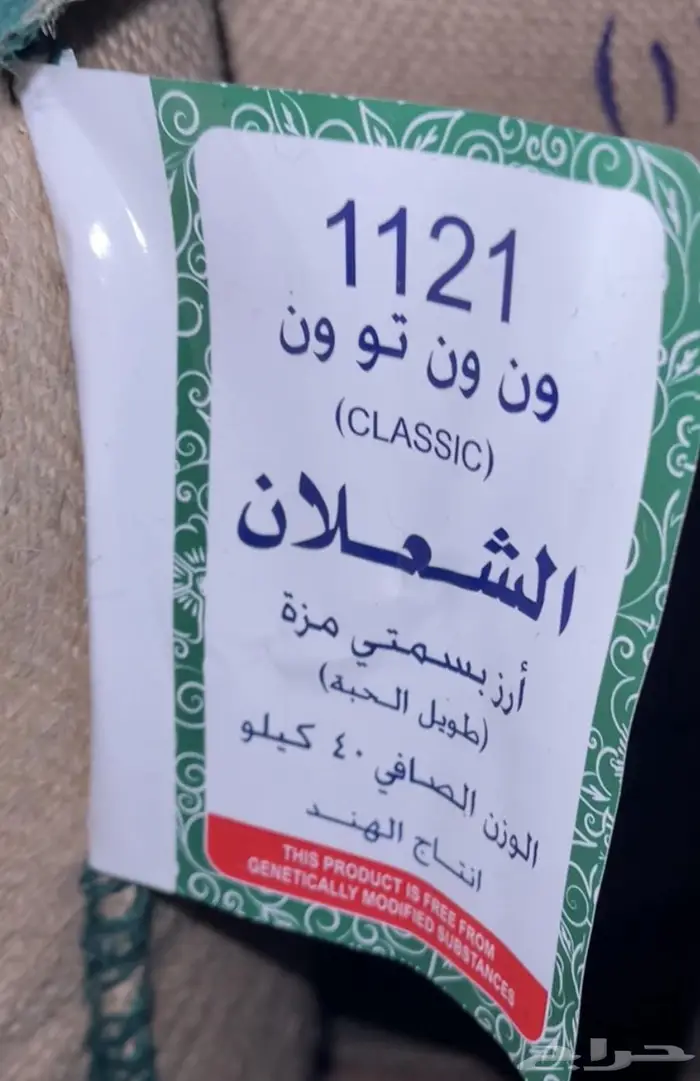 1121
ون ون تو ون
(CLASSIC)
الشعلان
أرز بسمتي مزة
(طويل الحبة)
الوزن الصافي ٤٠ كيلو
انتاج الهند
THIS PRODUCT IS FREE FROM
GENETICALLY MODIFIED SUBSTANCES
حراج